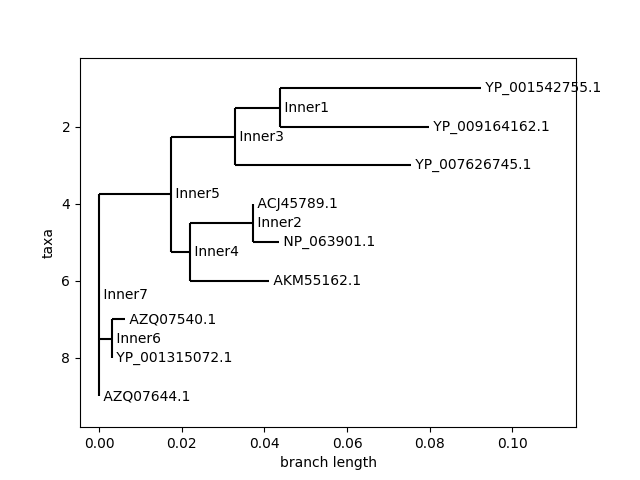 YP_001542755.1
Inner1
2
YP_009164162.1
Inner3
YP_007626745.1
Inner5
4
ACJ45789.1
Inner2
taxa
NP_063901.1
Inner4
6
AKM55162.1
Inner7
AZQ07540.1
Inner6
8
YP_001315072.1
AZQ07644.1
0.00 0.02 0.04 0.06 0.08 0.10
branch length